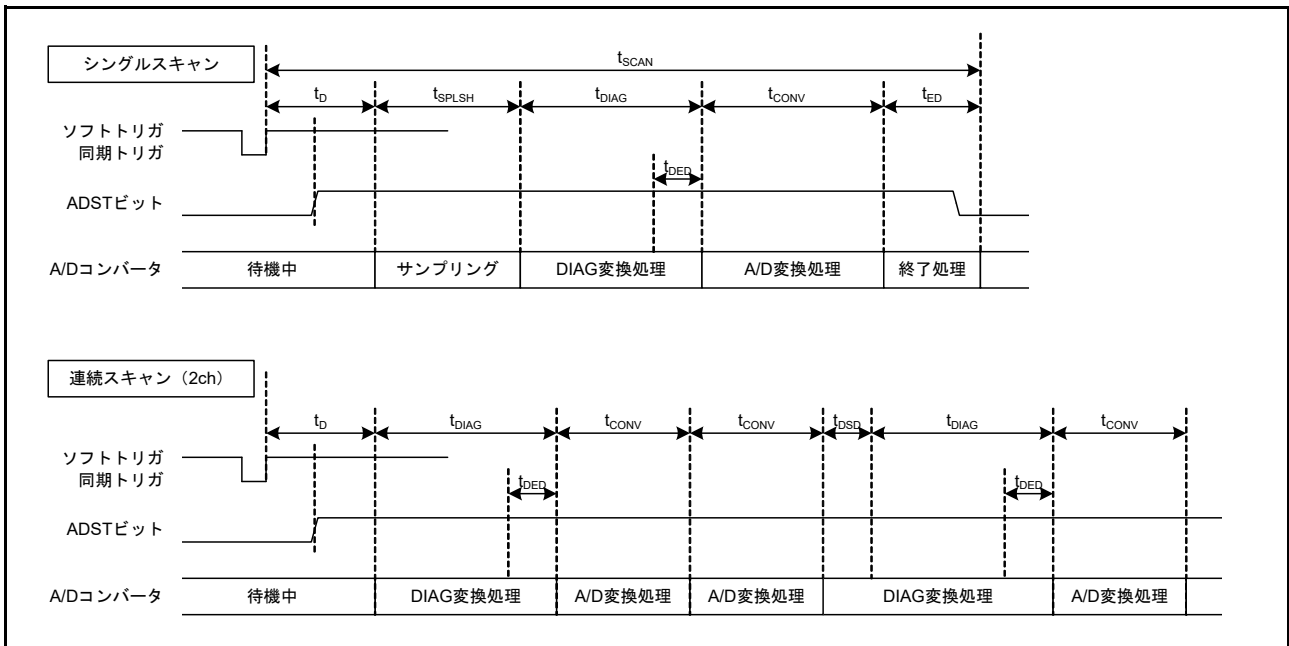 シングルスキャン
tSCAN
tD tSPLSH tDIAG tCONV tED
ソフトトリガ
同期トリガ
tDED
ADSTビット
A/Dコンバータ 待機中 サンプリング DIAG変換処理 A/D変換処理 終了処理
連続スキャン（2ch）
tD tDIAG tCONV tCONV tDSD tDIAG tCONV
ソフトトリガ
同期トリガ
tDED tDED
ADSTビット
A/Dコンバータ 待機中 DIAG変換処理 A/D変換処理 A/D変換処理 DIAG変換処理 A/D変換処理